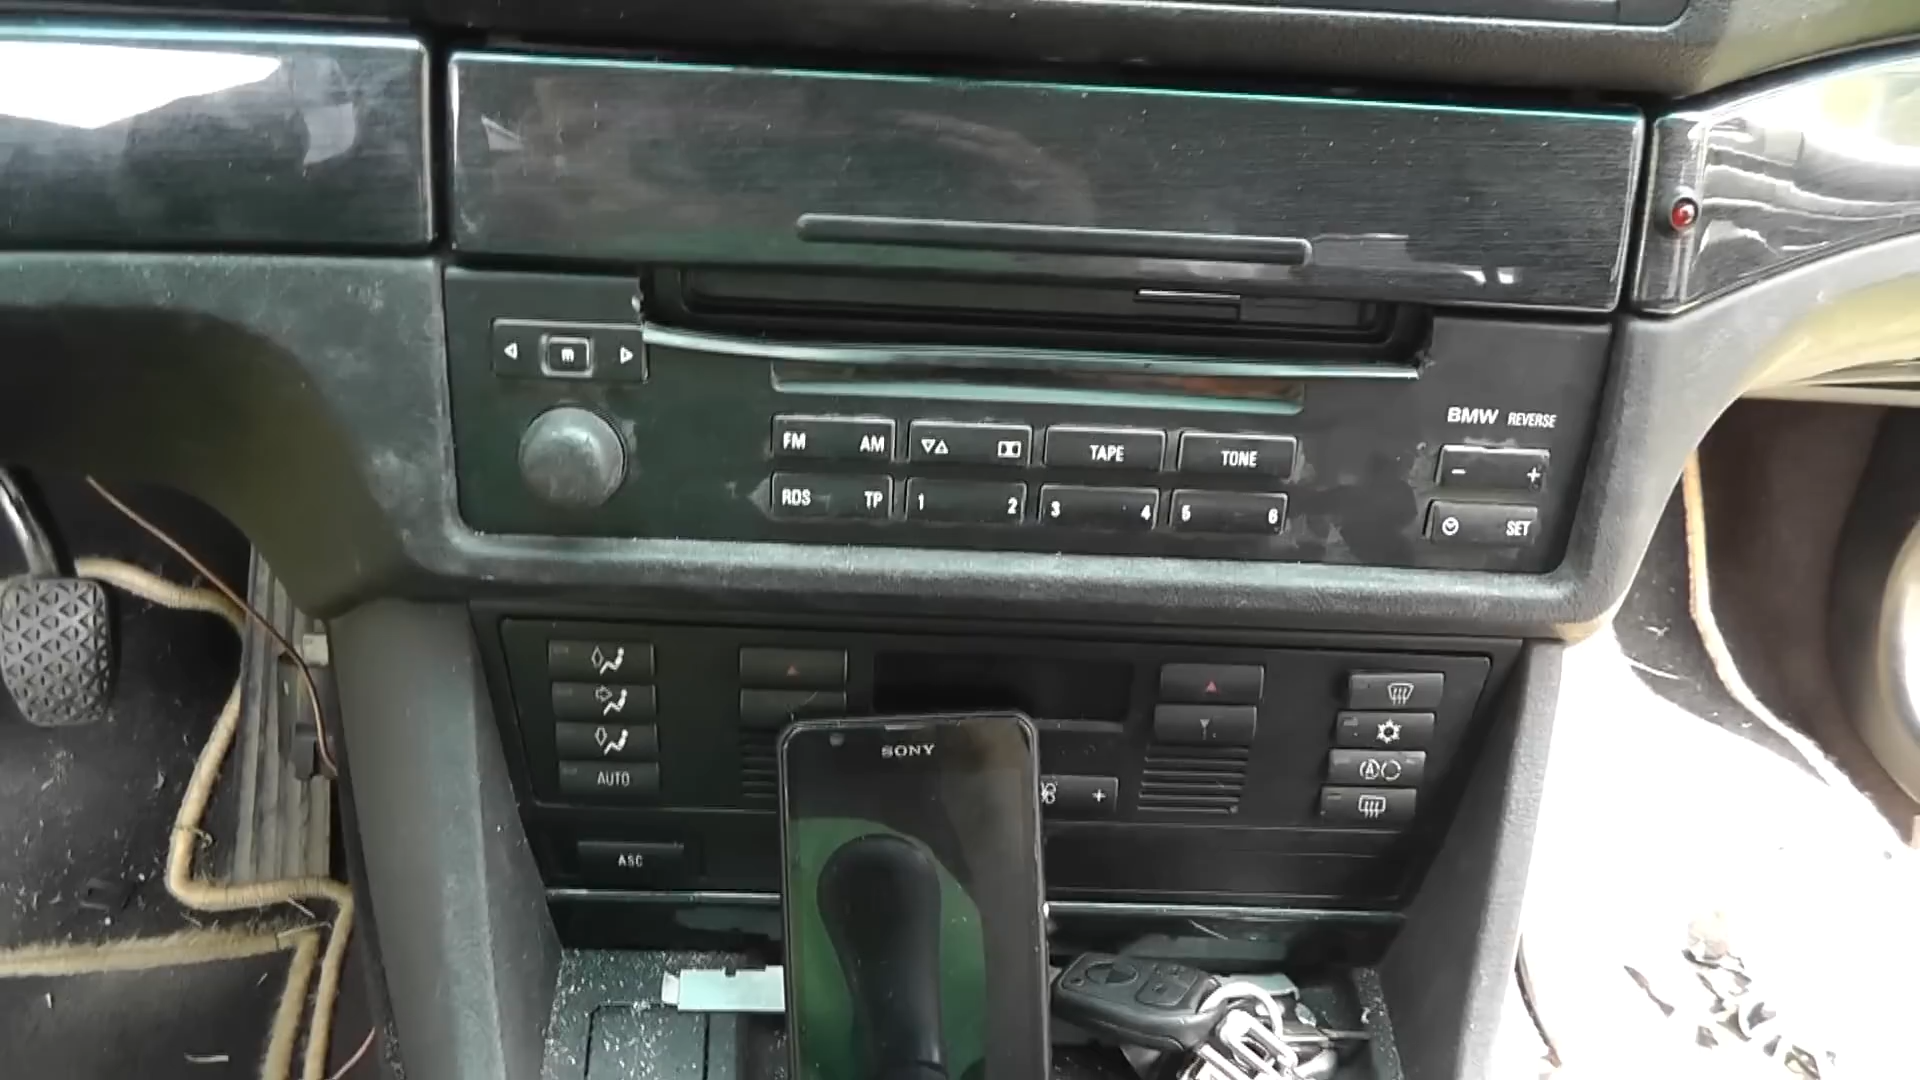 m
BMW REVERSE
FM AM
TAPE
TONE
- +
RDS TP
1 2
3 4
5 6
SET
AUTO
SONY
A
+
ASC